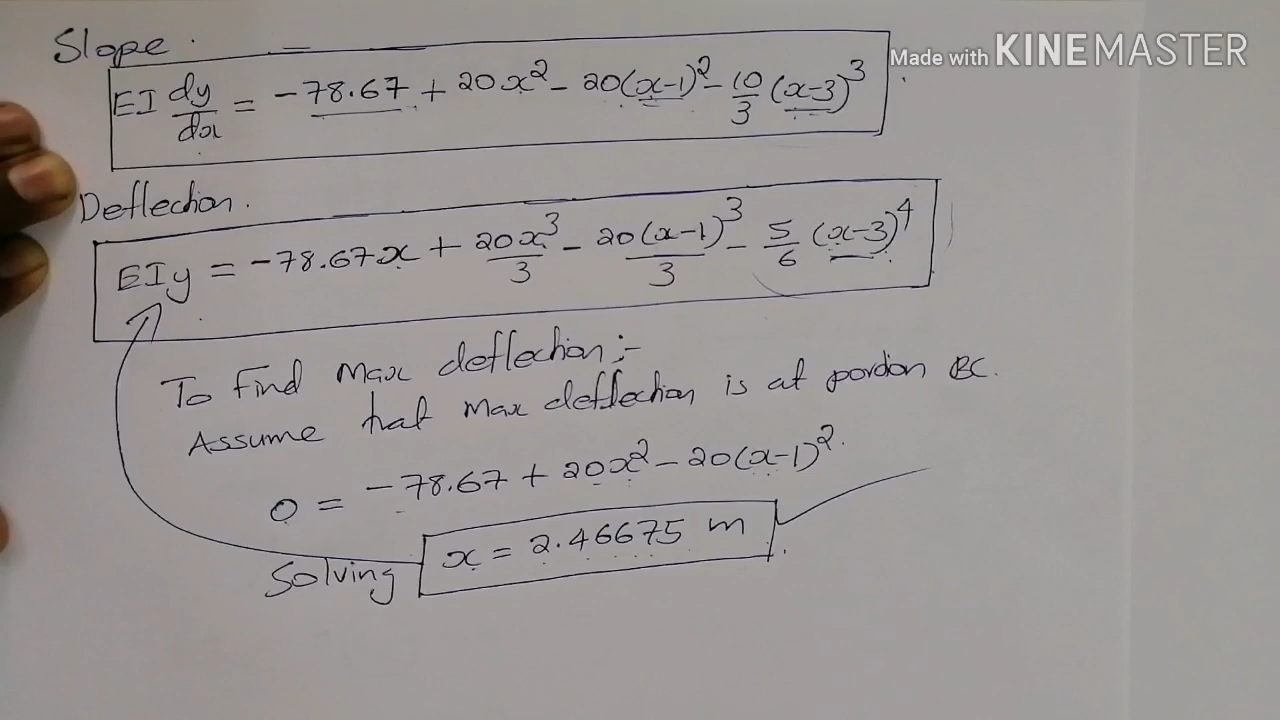 Slope.
Made with KINEMASTER
EI dy/dx = -78.67 + 20x² - 20(x-1)² - 10/3 (x-3)³
Deflection.
EIy = -78.67x + 20x³/3 - 20(x-1)³/3 - 5/6 (x-3)⁴
To Find Max deflection;-
Assume hat Max deflection is at pordion BC.
0 = -78.67 + 20x² - 20(x-1)².
Solving x = 2.46675 m